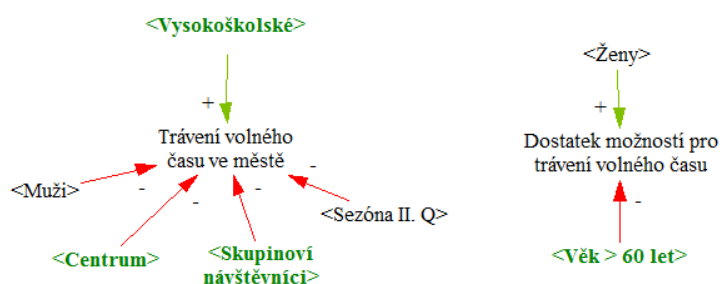 <Vysokoškolské>
+
Trávení volného
času ve městě
-
<Muži>
-
-
-
<Centrum>
<Skupinoví
návštěvníci>
<Sezóna II. Q>
<Ženy>
+
Dostatek možností pro
trávení volného času
-
<Věk > 60 let>